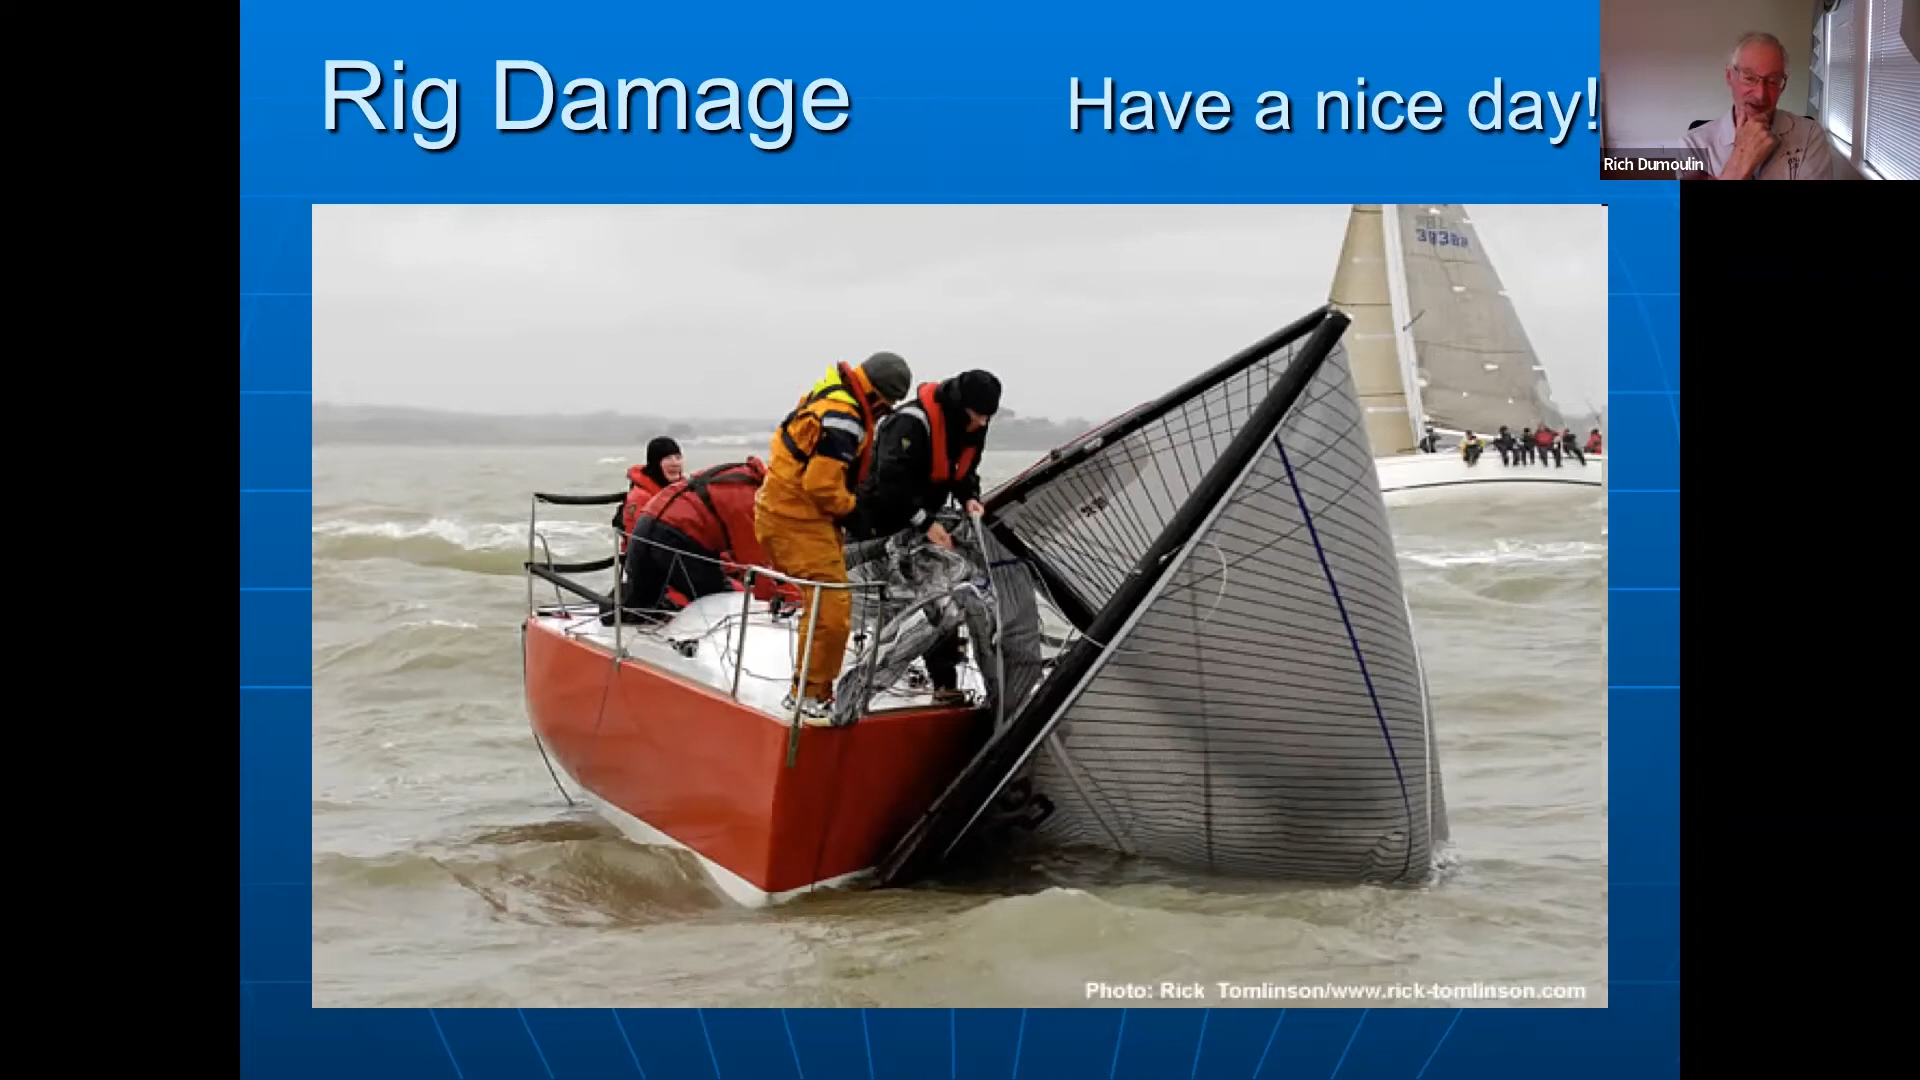 Rig Damage
Have a nice day!
Rich Dumoulin
Photo: Rick Tomlinson/www.rick-tomlinson.com